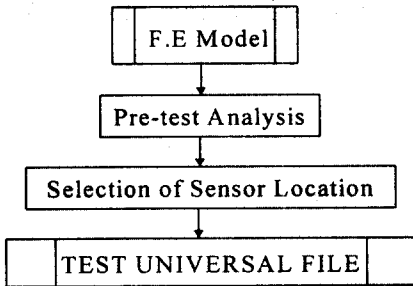 F.E Model
Pre-test Analysis
Selection of Sensor Location
TEST UNIVERSAL FILE